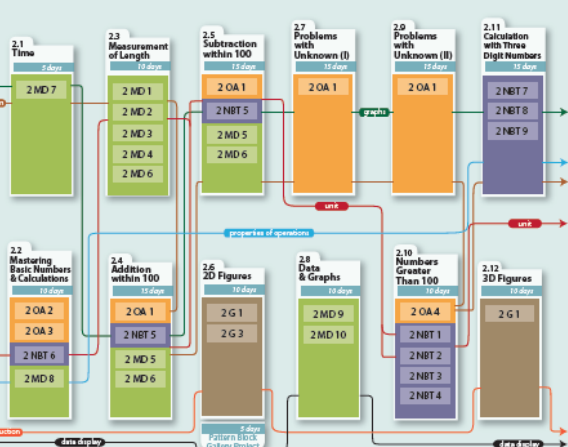 2.1
Time
5 days
2 MD 7
2.3
Measurement
of Length
10 days
2 MD 1
2 MD 2
2 MD 3
2 MD 4
2 MD 6
2.5
Subtraction
within 100
15 days
2 OA 1
2 NBT 5
2 MD 5
2 MD 6
2.7
Problems
with
Unknown (I)
15 days
2 OA 1
graphs
2.9
Problems
with
Unknown (II)
15 days
2 OA 1
2.11
Calculation
with Three
Digit Numbers
15 days
2 NBT 7
2 NBT 8
2 NBT 9
unit
unit
properties of operations
2.2
Mastering
Basic Numbers
& Calculations
10 days
2 OA 2
2 OA 3
2 NBT 6
2 MD 8
2.4
Addition
within 100
15 days
2 OA 1
2 NBT 5
2 MD 5
2 MD 6
2.6
2D Figures
10 days
2 G 1
2 G 3
5 days
Pattern Block
2.8
Data
& Graphs
10 days
2 MD 9
2 MD 10
2.10
Numbers
Greater
Than 100
10 days
2 OA 4
2 NBT 1
2 NBT 2
2 NBT 3
2 NBT 4
2.12
3D Figures
10 days
2 G 1
data display
data display